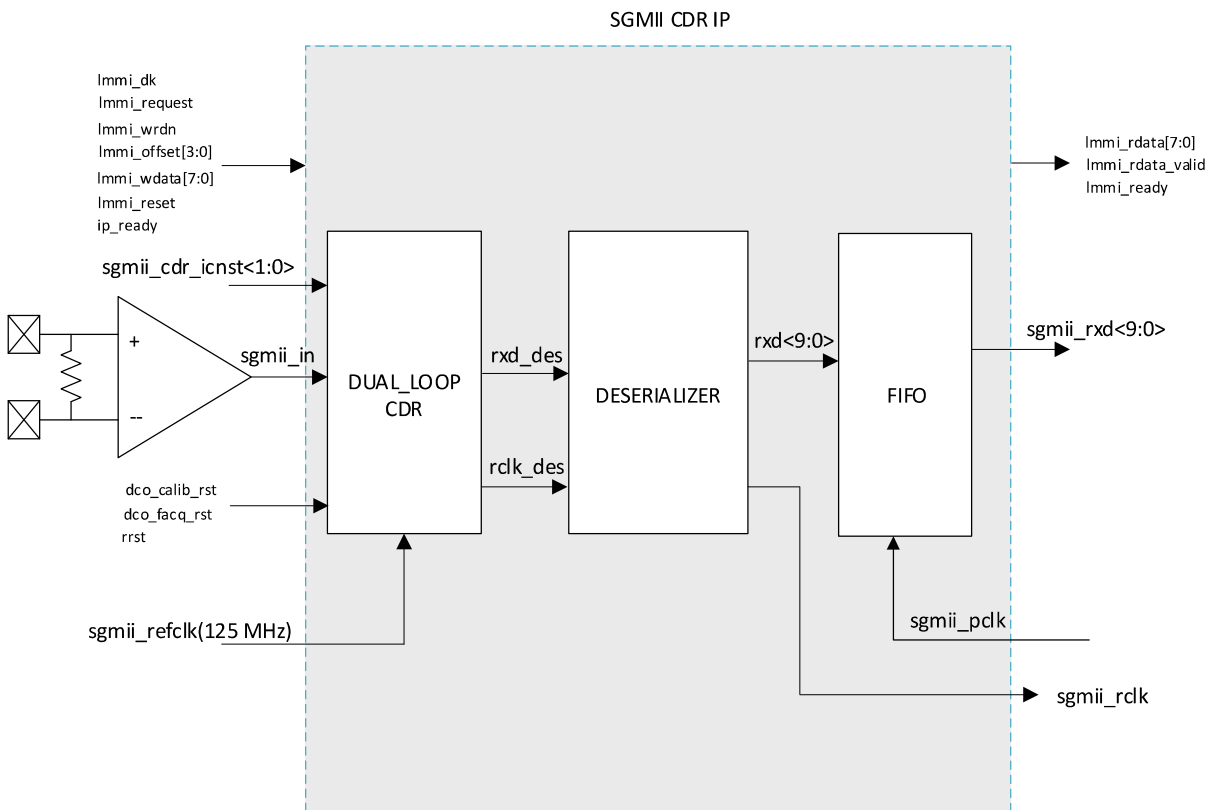 SGMII CDR IP
lmmi_clk
lmmi_request
lmmi_wrdn
lmmi_offset[3:0]
lmmi_wdata[7:0]
lmmi_reset
ip_ready
lmmi_rdata[7:0]
lmmi_rdata_valid
lmmi_ready
sgmii_cdr_icnst<1:0>
+
--
sgmii_in
DUAL_LOOP
CDR
rxd_des
rclk_des
DESERIALIZER
rxd<9:0>
FIFO
sgmii_rxd<9:0>
dco_calib_rst
dco_facq_rst
rrst
sgmii_refclk(125 MHz)
sgmii_pclk
sgmii_rclk